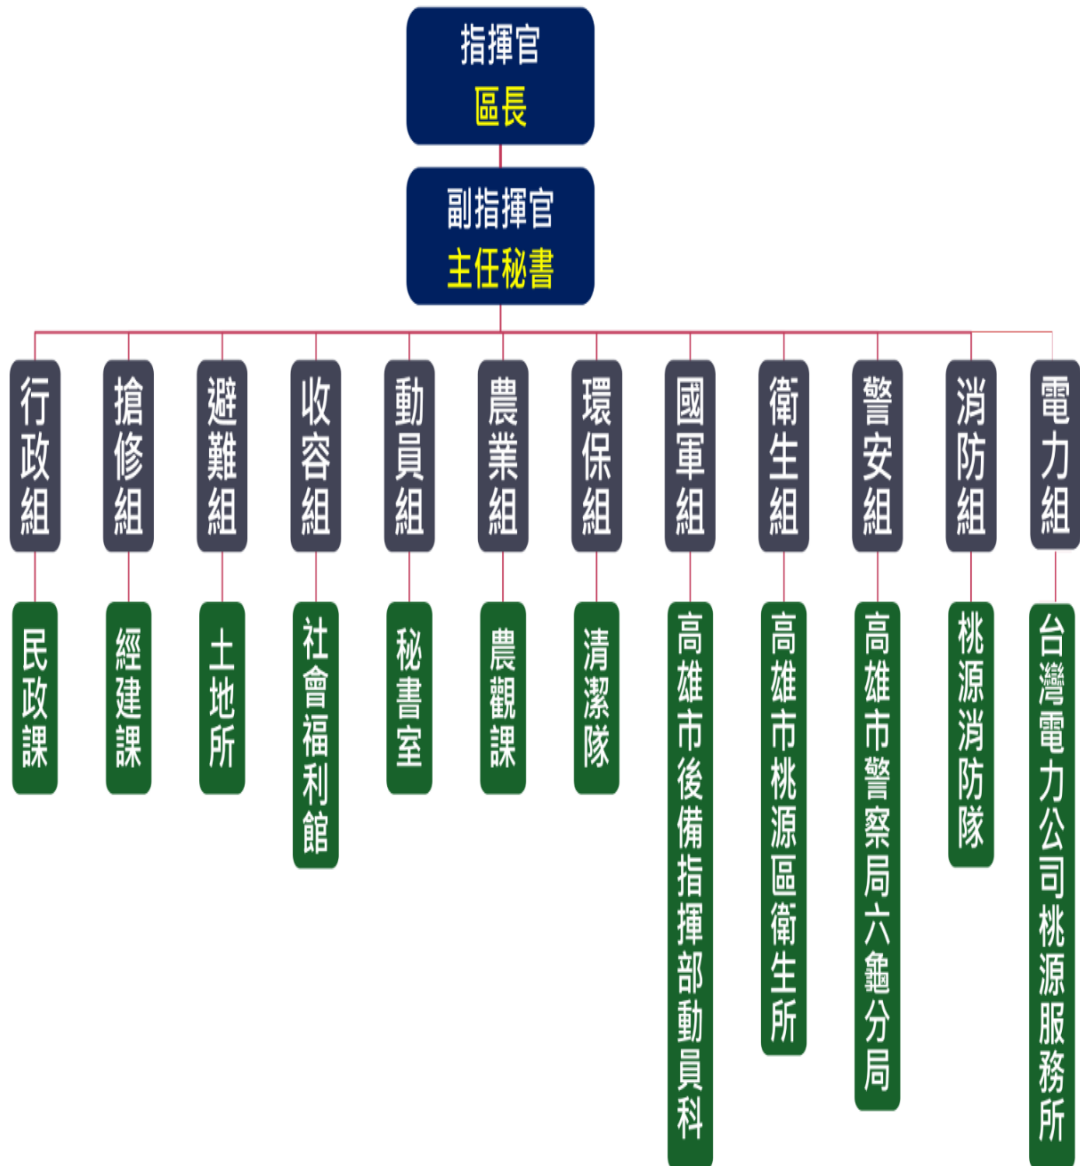 指揮官
區長
副指揮官
主任秘書
行政組
搶修組
避難組
收容組
動員組
農業組
環保組
國軍組
衛生組
警安組
消防組
電力組
民政課
經建課
土地所
社會福利館
秘書室
農觀課
清潔隊
高雄市後備指揮部動員科
高雄市桃源區衛生所
高雄市警察局六龜分局
桃源消防隊
台灣電力公司桃源服務所